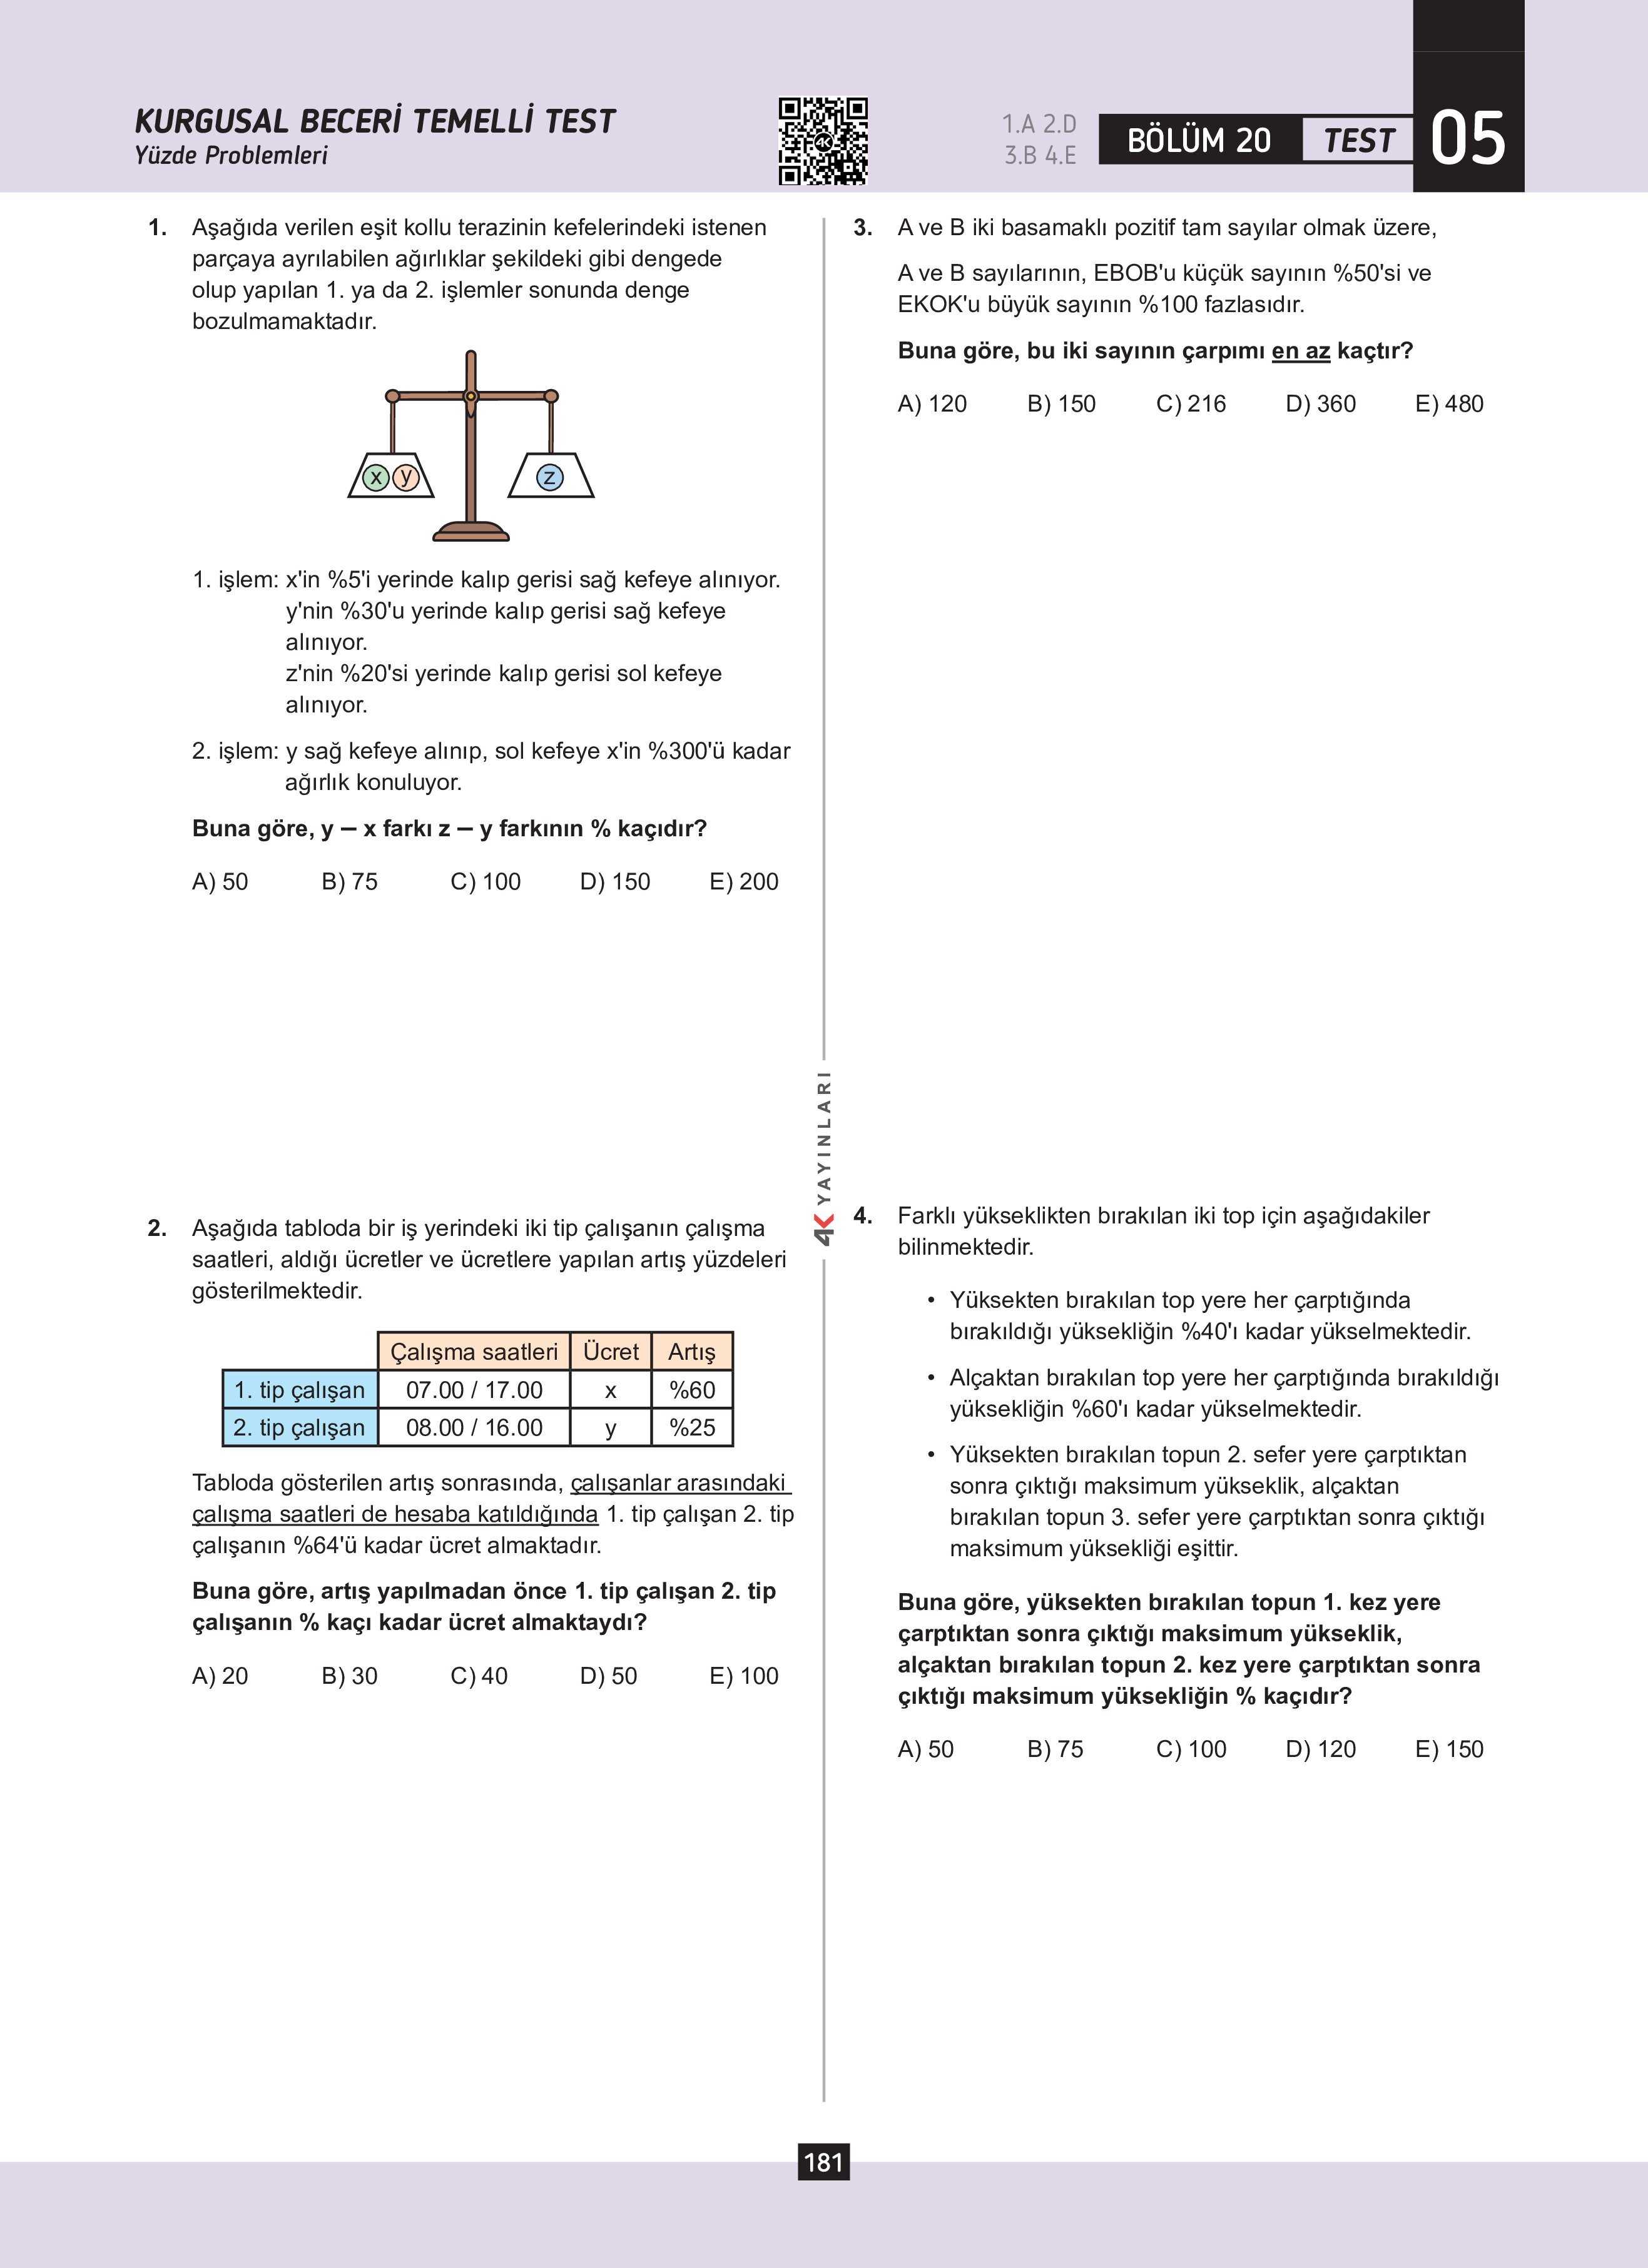 KURGUSAL BECERİ TEMELLİ TEST
Yüzde Problemleri
4K
1.A 2.D
3.B 4.E
BÖLÜM 20
TEST
05
1. Aşağıda verilen eşit kollu terazinin kefelerindeki istenen
parçaya ayrılabilen ağırlıklar şekildeki gibi dengede
olup yapılan 1. ya da 2. işlemler sonunda denge
bozulmamaktadır.
x y z
1. işlem: x'in %5'i yerinde kalıp gerisi sağ kefeye alınıyor.
y'nin %30'u yerinde kalıp gerisi sağ kefeye
alınıyor.
z'nin %20'si yerinde kalıp gerisi sol kefeye
alınıyor.
2. işlem: y sağ kefeye alınıp, sol kefeye x'in %300'ü kadar
ağırlık konuluyor.
Buna göre, y – x farkı z – y farkının % kaçıdır?
A) 50 B) 75 C) 100 D) 150 E) 200
2. Aşağıda tabloda bir iş yerindeki iki tip çalışanın çalışma
saatleri, aldığı ücretler ve ücretlere yapılan artış yüzdeleri
gösterilmektedir.
Çalışma saatleri Ücret Artış
1. tip çalışan 07.00 / 17.00 x %60
2. tip çalışan 08.00 / 16.00 y %25
Tabloda gösterilen artış sonrasında, çalışanlar arasındaki
çalışma saatleri de hesaba katıldığında 1. tip çalışan 2. tip
çalışanın %64'ü kadar ücret almaktadır.
Buna göre, artış yapılmadan önce 1. tip çalışan 2. tip
çalışanın % kaçı kadar ücret almaktaydı?
A) 20 B) 30 C) 40 D) 50 E) 100
4K YAYINLARI
3. A ve B iki basamaklı pozitif tam sayılar olmak üzere,
A ve B sayılarının, EBOB'u küçük sayının %50'si ve
EKOK'u büyük sayının %100 fazlasıdır.
Buna göre, bu iki sayının çarpımı en az kaçtır?
A) 120 B) 150 C) 216 D) 360 E) 480
4. Farklı yükseklikten bırakılan iki top için aşağıdakiler
bilinmektedir.
• Yüksekten bırakılan top yere her çarptığında
bırakıldığı yüksekliğin %40'ı kadar yükselmektedir.
• Alçaktan bırakılan top yere her çarptığında bırakıldığı
yüksekliğin %60'ı kadar yükselmektedir.
• Yüksekten bırakılan topun 2. sefer yere çarptıktan
sonra çıktığı maksimum yükseklik, alçaktan
bırakılan topun 3. sefer yere çarptıktan sonra çıktığı
maksimum yüksekliği eşittir.
Buna göre, yüksekten bırakılan topun 1. kez yere
çarptıktan sonra çıktığı maksimum yükseklik,
alçaktan bırakılan topun 2. kez yere çarptıktan sonra
çıktığı maksimum yüksekliğin % kaçıdır?
A) 50 B) 75 C) 100 D) 120 E) 150
181